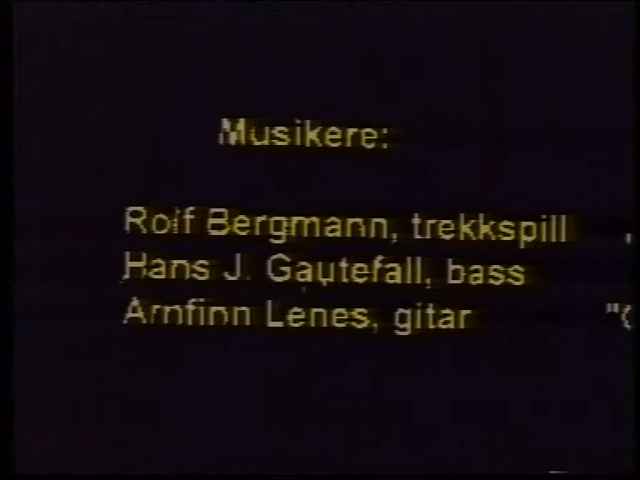 Musikere:
Rolf Bergmann, trekkspill
Hans J. Gautefall, bass
Arnfinn Lenes, gitar